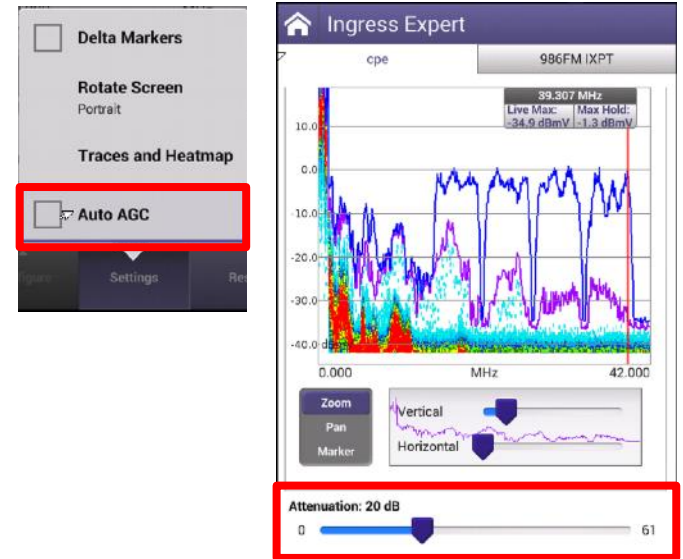 Delta Markers
Rotate Screen
Portrait
Traces and Heatmap
Auto AGC
Settings
Ingress Expert
cpe
986FM IXPT
39.307 MHz
Live Max: Max Hold:
-34.9 dBmV -1.3 dBmV
10.0
0.0
-10.0
-20.0
-30.0
-40.0
0.000 MHz 42.000
Zoom
Pan
Marker
Vertical
Horizontal
Attenuation: 20 dB
0 61